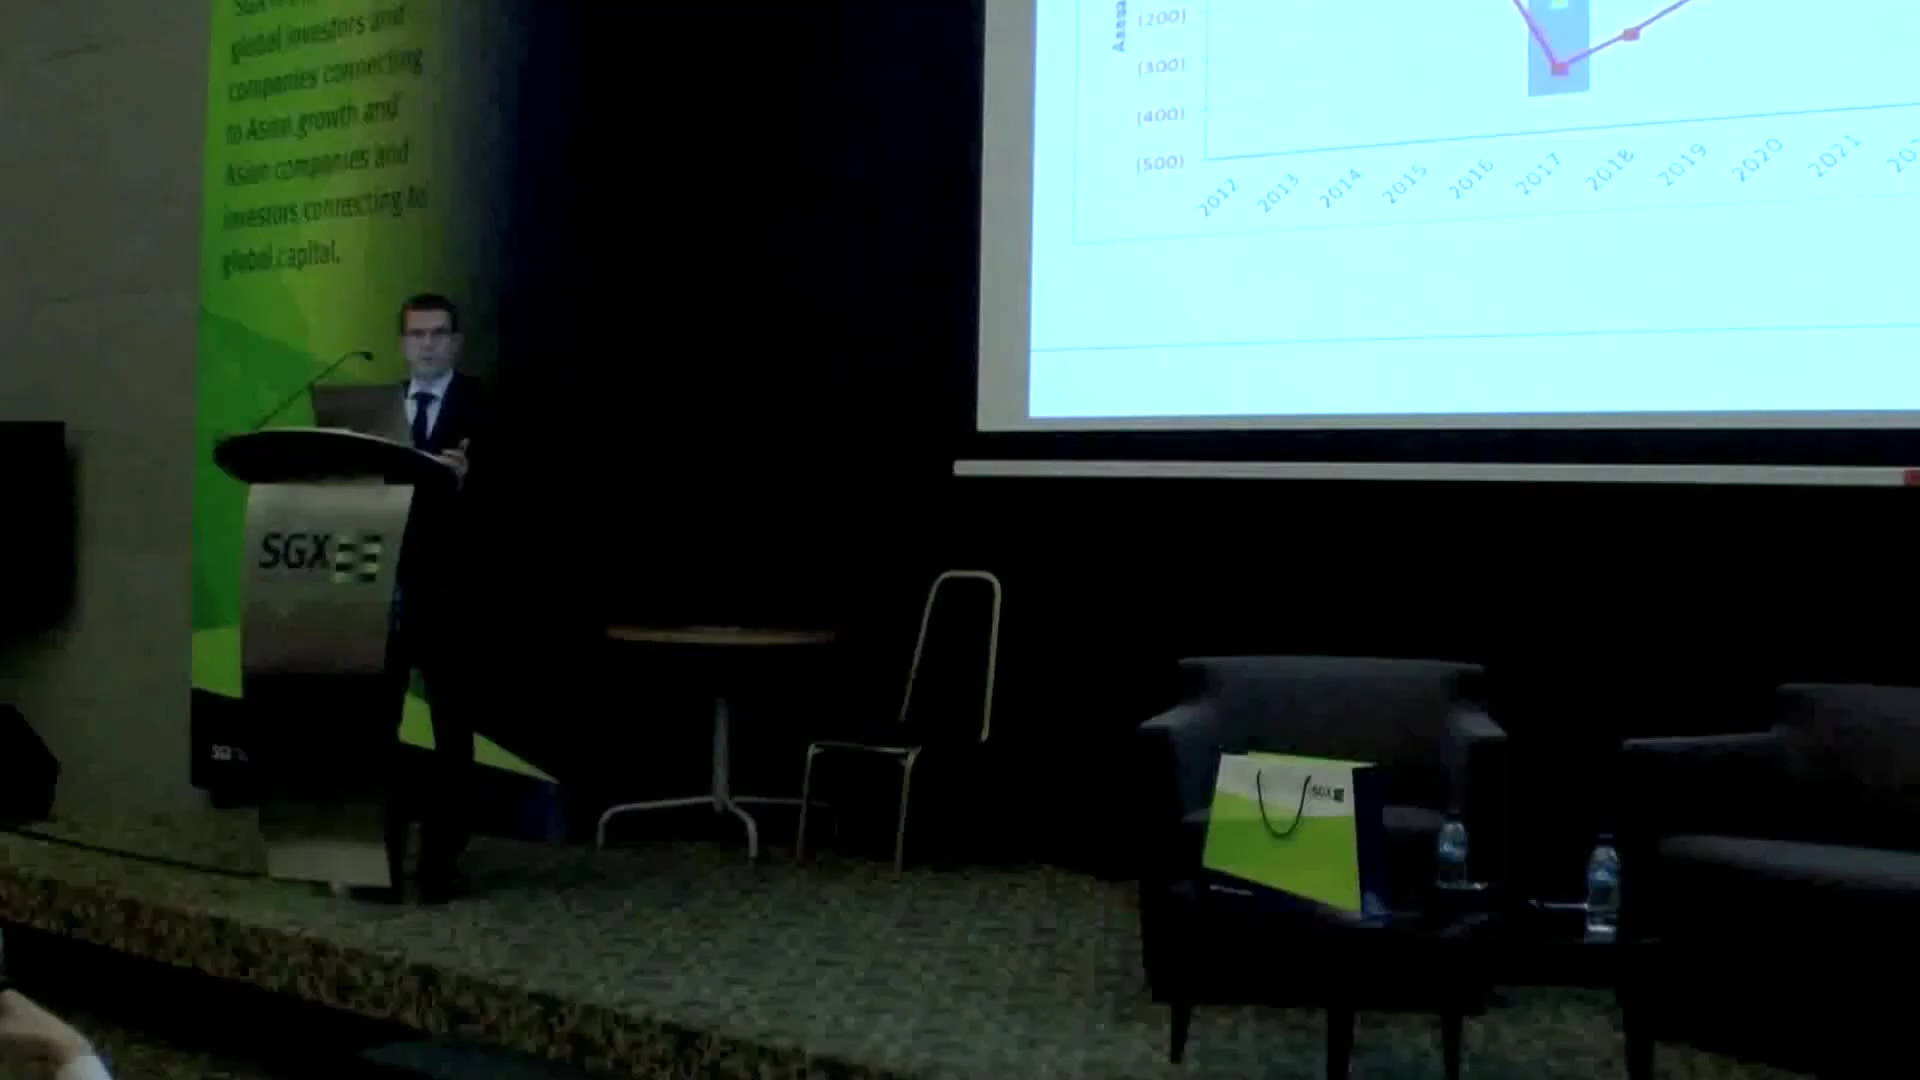 global investors and
companies connecting
to Asian growth and
Asian companies and
investors connecting to
global capital.
SGX
SGX
SGX
(200)
(300)
(400)
(500)
2012
2013
2014
2015
2016
2017
2018
2019
2020
2021